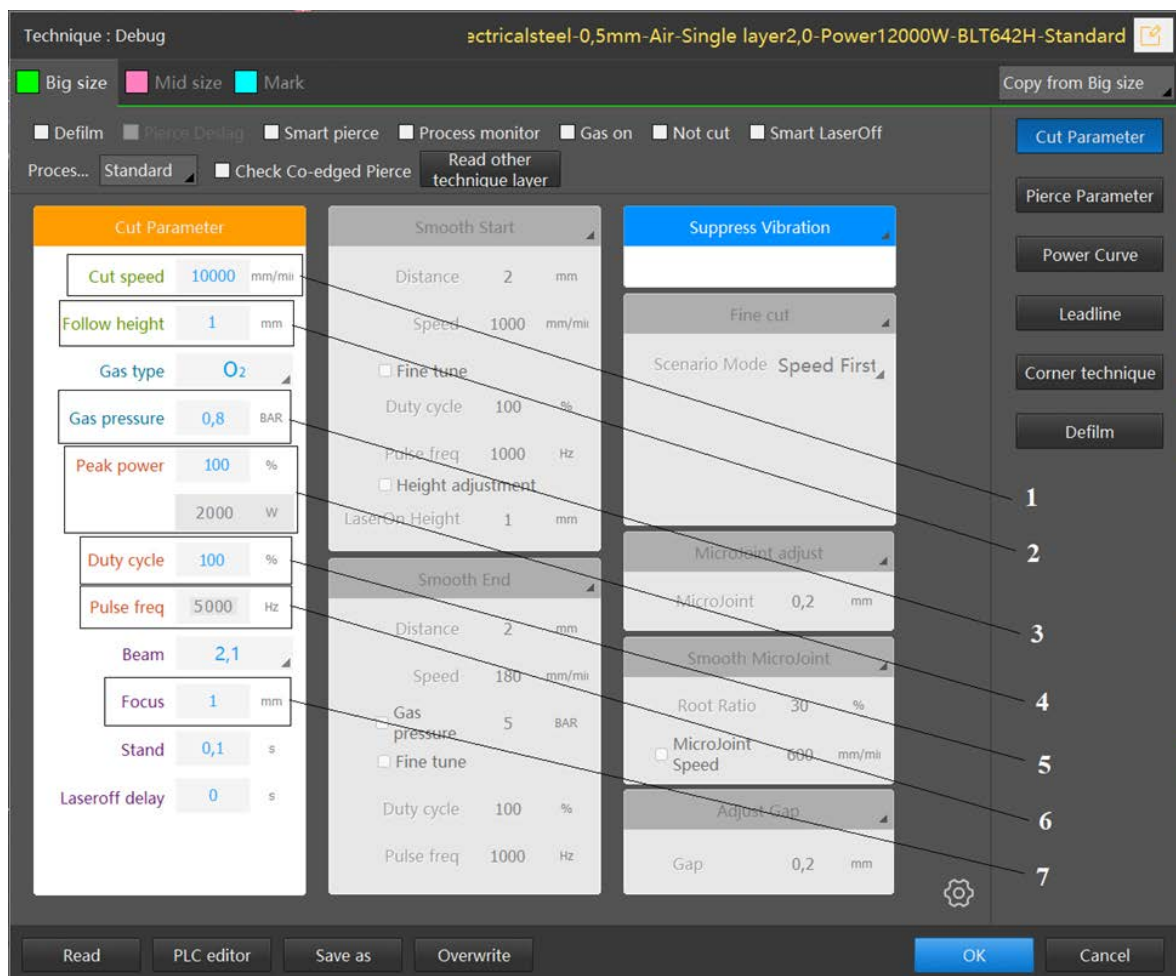 Technique : Debug
ectricalsteel-0,5mm-Air-Single layer2,0-Power12000W-BLT642H-Standard
Big size Mid size Mark
Copy from Big size
Defilm Pierce Deslag Smart pierce Process monitor Gas on Not cut Smart LaserOff
Proces... Standard Check Co-edged Pierce Read other
technique layer
Cut Parameter
Cut speed 10000 mm/min
Follow height 1 mm
Gas type O₂
Gas pressure 0,8 BAR
Peak power 100 %
2000 W
Duty cycle 100 %
Pulse freq 5000 Hz
Beam 2,1
Focus 1 mm
Stand 0,1 s
Laseroff delay 0 s
Smooth Start
Distance 2 mm
Speed 1000 mm/min
Fine tune
Duty cycle 100 %
Pulse freq 1000 Hz
Height adjustment
LaserOn Height 1 mm
Smooth End
Distance 2 mm
Speed 180 mm/min
Gas
pressure 5 BAR
Fine tune
Duty cycle 100 %
Pulse freq 1000 Hz
Suppress Vibration
Fine cut
Scenario Mode Speed First
MicroJoint adjust
MicroJoint 0,2 mm
Smooth MicroJoint
Root Ratio 30 %
MicroJoint
Speed 600 mm/min
Adjust Gap
Gap 0,2 mm
Cut Parameter
Pierce Parameter
Power Curve
Leadline
Corner technique
Defilm
1
2
3
4
5
6
7
Read PLC editor Save as Overwrite OK Cancel